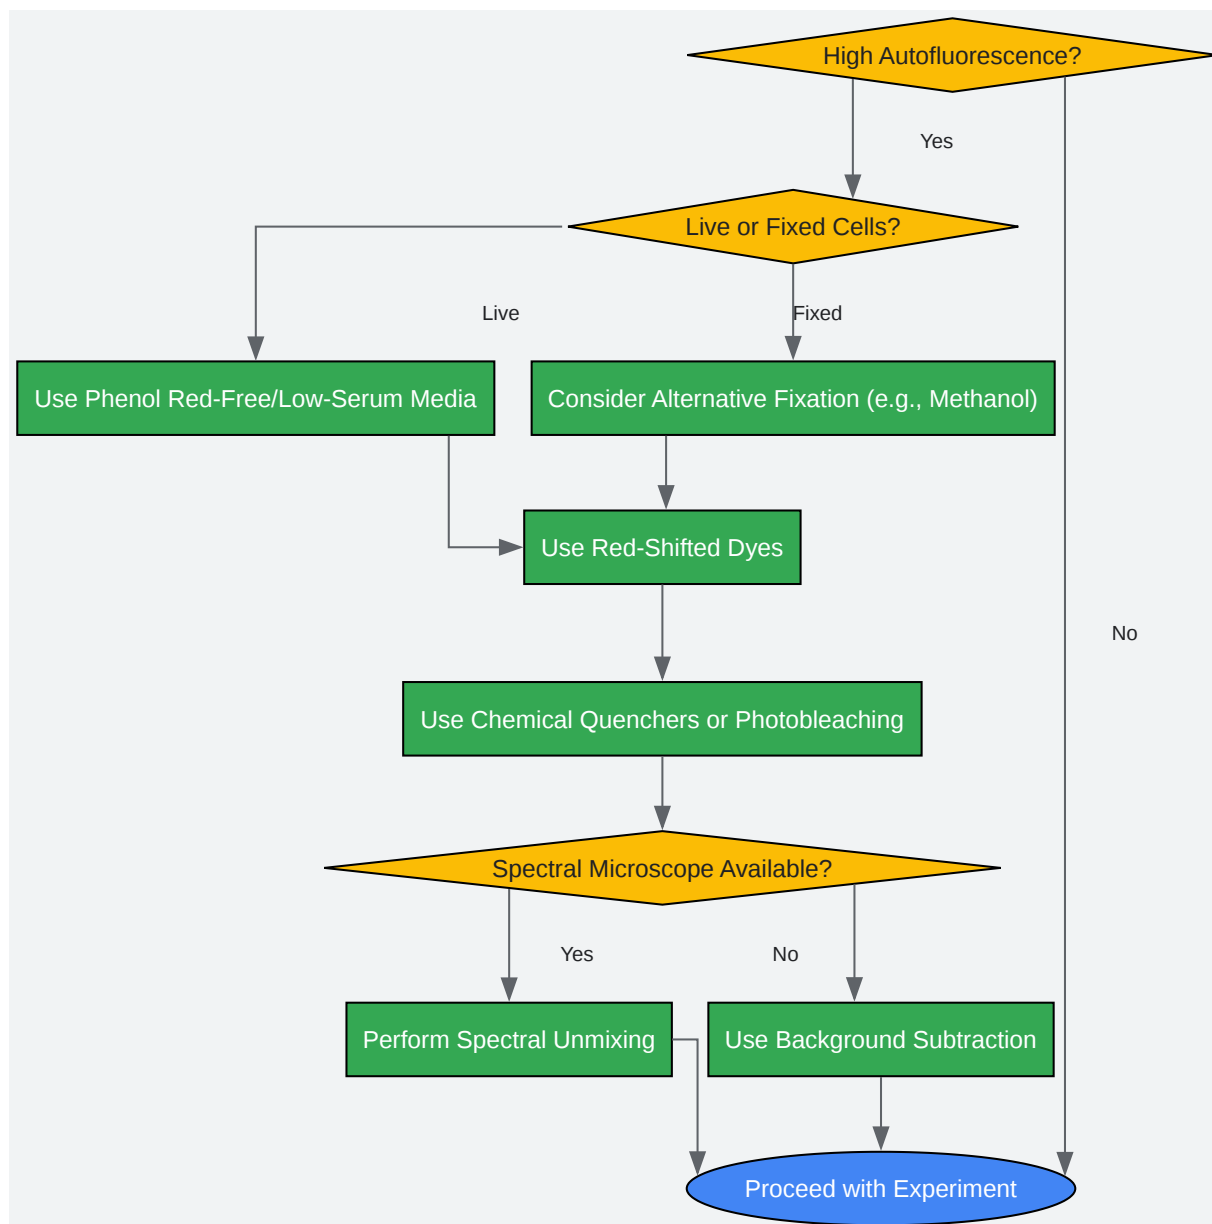 High Autofluorescence?
Yes
Live or Fixed Cells?
Live
Fixed
Use Phenol Red-Free/Low-Serum Media
Consider Alternative Fixation (e.g., Methanol)
Use Red-Shifted Dyes
No
Use Chemical Quenchers or Photobleaching
Spectral Microscope Available?
Yes
No
Perform Spectral Unmixing
Use Background Subtraction
Proceed with Experiment